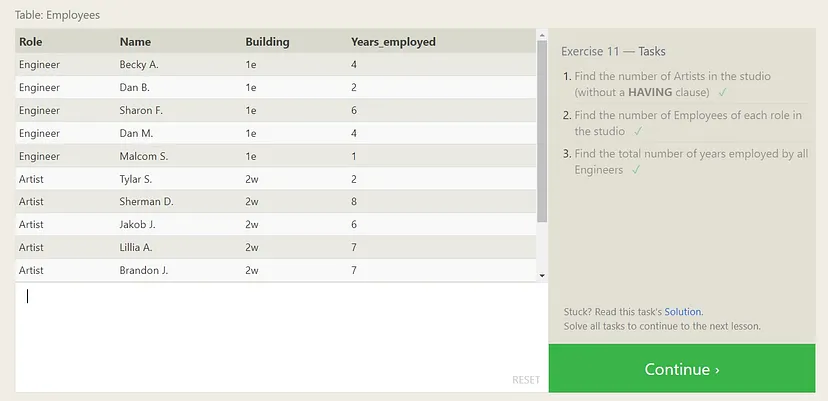 Table: Employees
Role Name Building Years_employed
Engineer Becky A. 1e 4
Engineer Dan B. 1e 2
Engineer Sharon F. 1e 6
Engineer Dan M. 1e 4
Engineer Malcom S. 1e 1
Artist Tylar S. 2w 2
Artist Sherman D. 2w 8
Artist Jakob J. 2w 6
Artist Lillia A. 2w 7
Artist Brandon J. 2w 7
RESET
Exercise 11 — Tasks
1. Find the number of Artists in the studio
(without a HAVING clause) ✓
2. Find the number of Employees of each role in
the studio ✓
3. Find the total number of years employed by all
Engineers ✓
Stuck? Read this task's Solution.
Solve all tasks to continue to the next lesson.
Continue ›